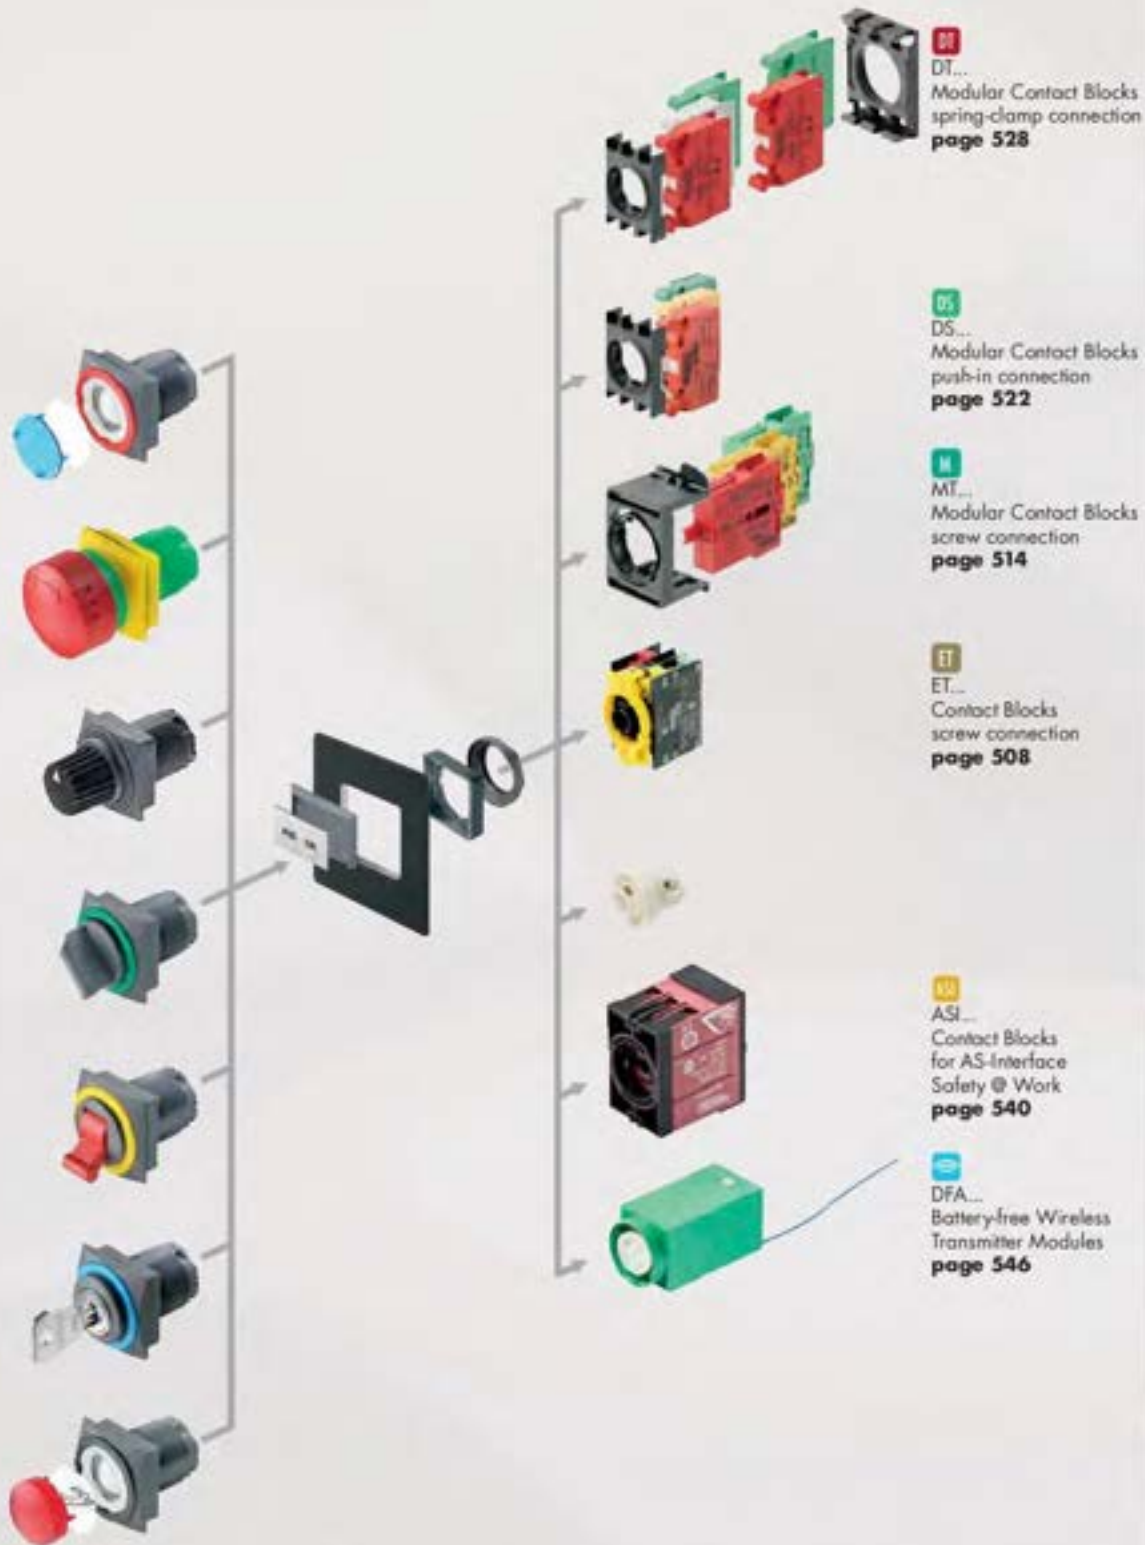 DT
DT...
Modular Contact Blocks
spring-clamp connection
page 528
DS
DS...
Modular Contact Blocks
push-in connection
page 522
M
MT...
Modular Contact Blocks
screw connection
page 514
ET
ET...
Contact Blocks
screw connection
page 508
ASI
ASI...
Contact Blocks
for AS-Interface
Safety @ Work
page 540
DFA...
Battery-free Wireless
Transmitter Modules
page 546